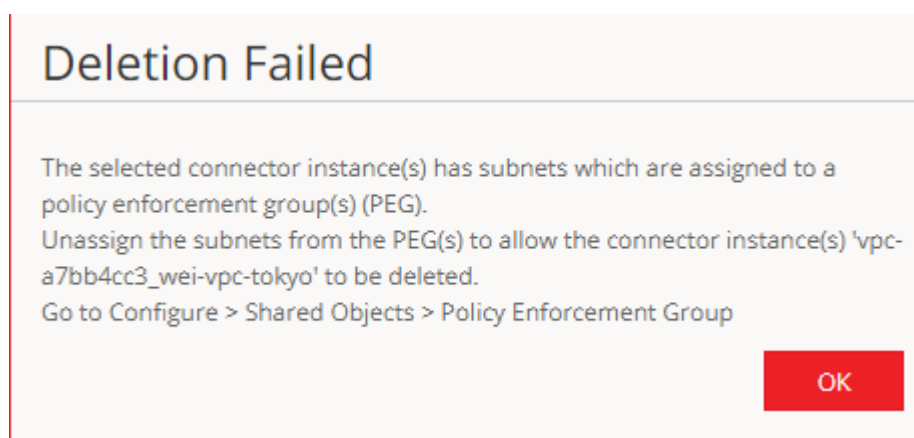 Deletion Failed
The selected connector instance(s) has subnets which are assigned to a
policy enforcement group(s) (PEG).
Unassign the subnets from the PEG(s) to allow the connector instance(s) 'vpc-
a7bb4cc3_wei-vpc-tokyo' to be deleted.
Go to Configure > Shared Objects > Policy Enforcement Group
OK